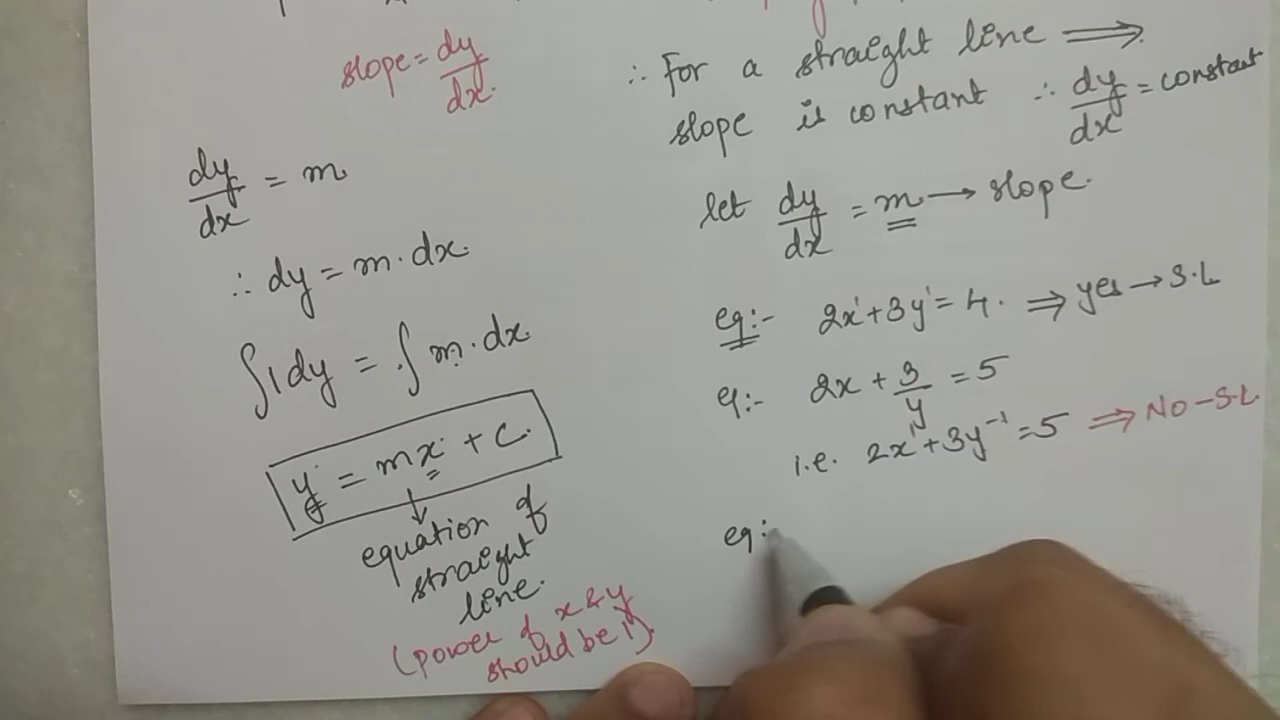 slope = dy/dx.
dy/dx = m
∴ dy = m·dx.
∫1 dy = ∫ m·dx.
y = mx + c.
↓
equation of
straight
line.
(power of x & y
should be 1).
∴ For a straight line ⟹
slope is constant ∴ dy/dx = constant
let dy/dx = m → slope.
eg:- 2x¹ + 3y¹ = 4. ⇒ yes → S.L
eg:- 2x + 3/y = 5
i.e. 2x¹ + 3y⁻¹ = 5 ⇒ No - S.L.
eg: